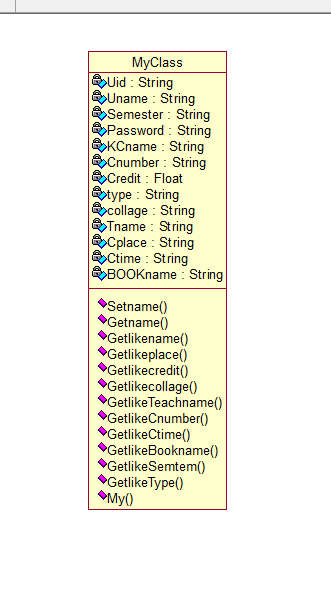 MyClass
Uid : String
Uname : String
Semester : String
Password : String
KCname : String
Cnumber : String
Credit : Float
type : String
collage : String
Tname : String
Cplace : String
Ctime : String
BOOKname : String
Setname()
Getname()
Getlikename()
Getlikeplace()
Getlikecredit()
Getlikecollage()
GetlikeTeachname()
GetlikeCnumber()
GetlikeCtime()
GetlikeBookname()
GetlikeSemtem()
GetlikeType()
My()